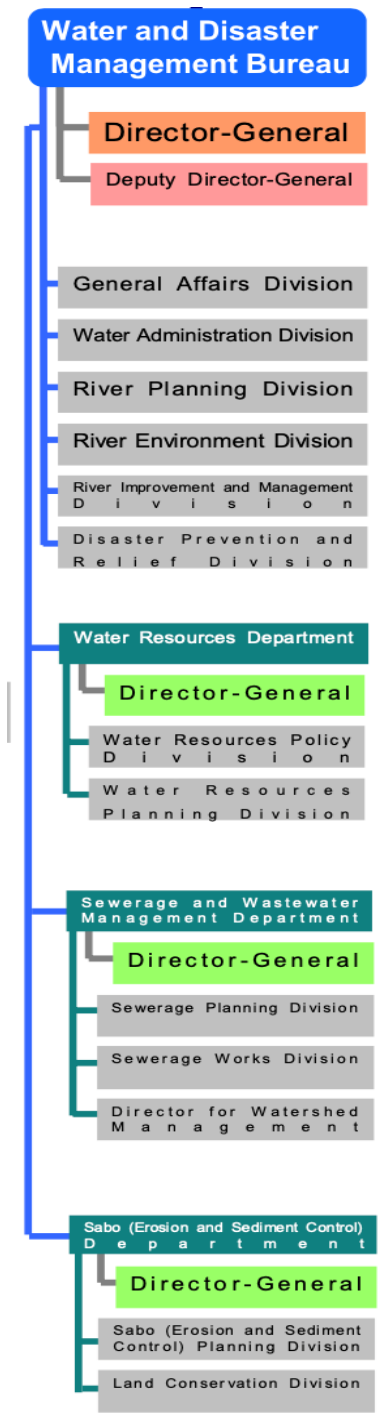 Water and Disaster
Management Bureau
Director-General
Deputy Director-General
General Affairs Division
Water Administration Division
River Planning Division
River Environment Division
River Improvement and Management
Division
Disaster Prevention and
Relief Division
Water Resources Department
Director-General
Water Resources Policy
Division
Water Resources
Planning Division
Sewerage and Wastewater
Management Department
Director-General
Sewerage Planning Division
Sewerage Works Division
Director for Watershed
Management
Sabo (Erosion and Sediment Control)
Department
Director-General
Sabo (Erosion and Sediment
Control) Planning Division
Land Conservation Division